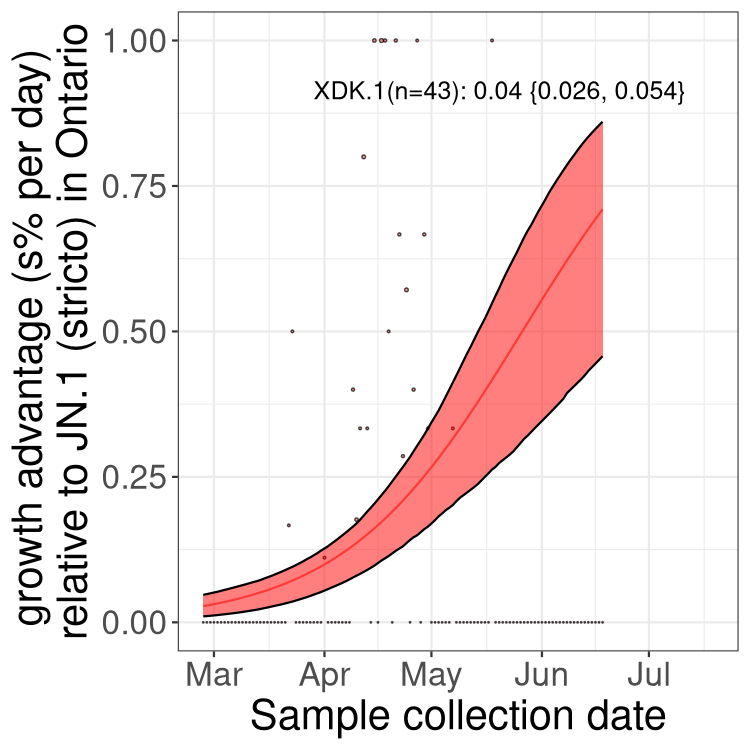 growth advantage (s% per day)
relative to JN.1 (stricto) in Ontario
1.00
0.75
0.50
0.25
0.00
XDK.1(n=43): 0.04 {0.026, 0.054}
Mar Apr May Jun Jul
Sample collection date